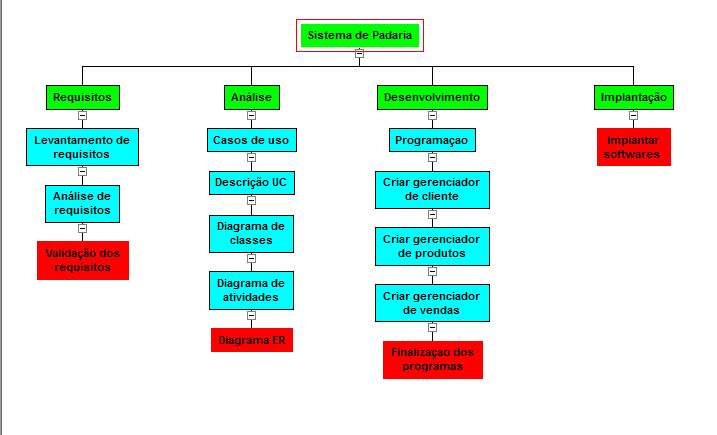 Sistema de Padaria
Requisitos
Levantamento de
requisitos
Análise de
requisitos
Validação dos
requisitos
Análise
Casos de uso
Descrição UC
Diagrama de
classes
Diagrama de
atividades
Diagrama ER
Desenvolvimento
Programaçao
Criar gerenciador
de cliente
Criar gerenciador
de produtos
Criar gerenciador
de vendas
Finalizaçao dos
programas
Implantação
Implantar
softwares